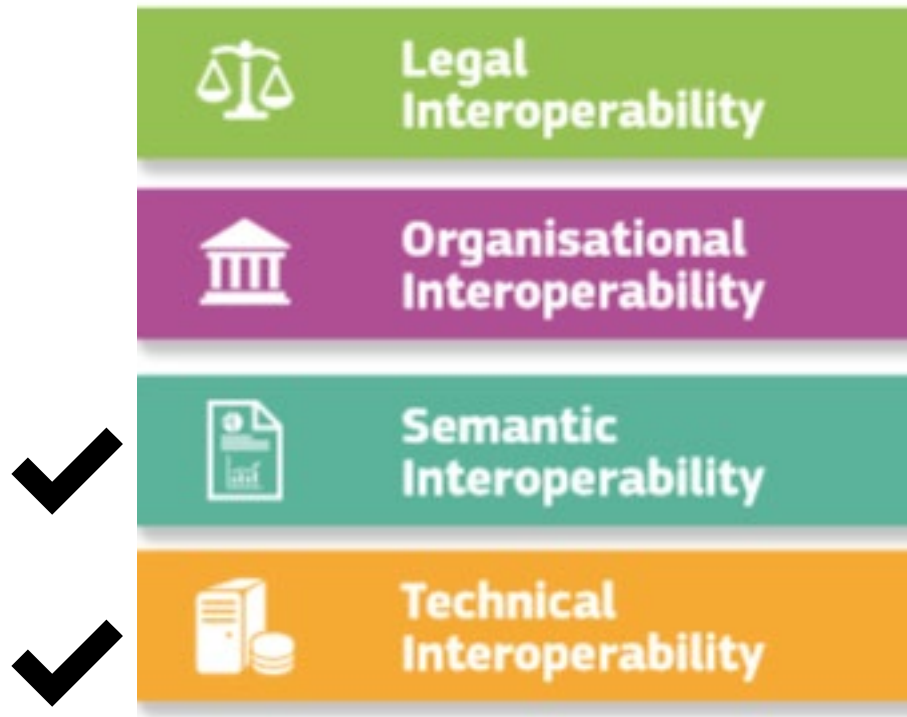 Legal
Interoperability
Organisational
Interoperability
Semantic
Interoperability
Technical
Interoperability